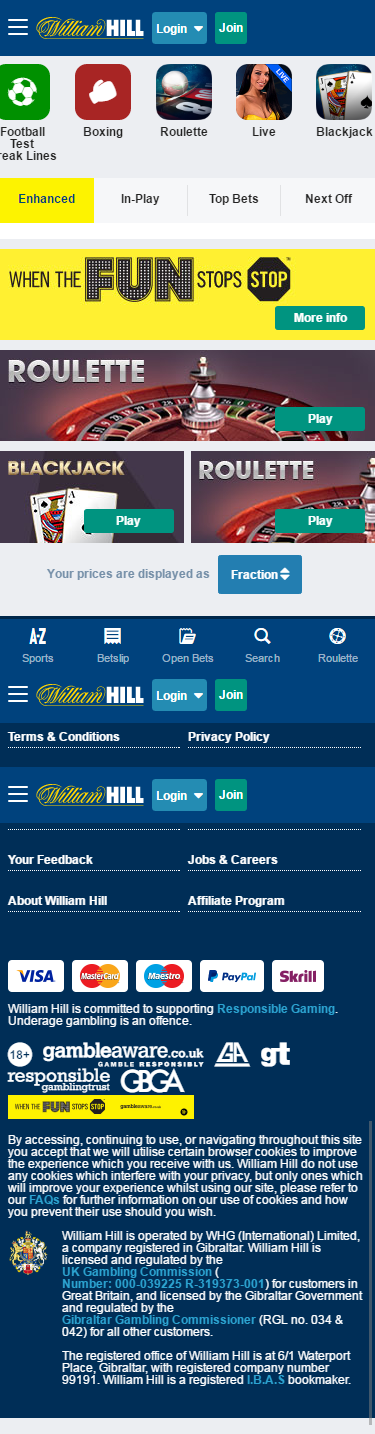 William HILL
Login
Join
LIVE
Football
Test
reak Lines
Boxing
Roulette
Live
Blackjack
Enhanced
In-Play
Top Bets
Next Off
WHEN THE FUN STOPS STOP
More info
ROULETTE
Play
BLACKJACK
Play
ROULETTE
Play
Your prices are displayed as
Fraction
A-Z
Sports
Betslip
Open Bets
Search
Roulette
William HILL
Login
Join
Terms & Conditions
Privacy Policy
William HILL
Login
Join
Your Feedback
Jobs & Careers
About William Hill
Affiliate Program
VISA
MasterCard
Maestro
PayPal
Skrill
William Hill is committed to supporting Responsible Gaming.
Underage gambling is an offence.
18+
gambleaware.co.uk
GAMBLE RESPONSIBLY
GA
gt
responsible
gamblingtrust
GBGA
WHEN THE FUN STOPS STOP
gambleaware.co.uk
By accessing, continuing to use, or navigating throughout this site
you accept that we will utilise certain browser cookies to improve
the experience which you receive with us. William Hill do not use
any cookies which interfere with your privacy, but only ones which
will improve your experience whilst using our site, please refer to
our FAQs for further information on our use of cookies and how
you prevent their use should you wish.
William Hill is operated by WHG (International) Limited,
a company registered in Gibraltar. William Hill is
licensed and regulated by the
UK Gambling Commission (
Number: 000-039225 R-319373-001) for customers in
Great Britain, and licensed by the Gibraltar Government
and regulated by the
Gibraltar Gambling Commissioner (RGL no. 034 &
042) for all other customers.
The registered office of William Hill is at 6/1 Waterport
Place, Gibraltar, with registered company number
99191. William Hill is a registered I.B.A.S bookmaker.